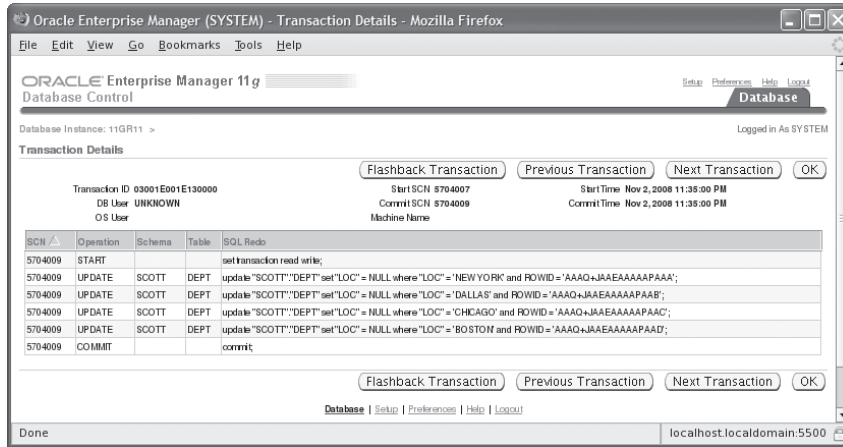 Oracle Enterprise Manager (SYSTEM) - Transaction Details - Mozilla Firefox
File Edit View Go Bookmarks Tools Help
ORACLE Enterprise Manager 11g
Database Control
Setup Preferences Help Logout
Database
Database Instance: 11GR11 >
Logged in As SYSTEM
Transaction Details
Flashback Transaction Previous Transaction Next Transaction OK
Transaction ID 03001E001E130000 Start SCN 5704007 Start Time Nov 2, 2008 11:35:00 PM
DB User UNKNOWN Commit SCN 5704009 Commit Time Nov 2, 2008 11:35:00 PM
OS User Machine Name
SCN Operation Schema Table SQL Redo
5704009 START set transaction read write;
5704009 UPDATE SCOTT DEPT update "SCOTT"."DEPT" set "LOC" = NULL where "LOC" = 'NEW YORK' and ROWID = 'AAAQ+JAAEAAAAAPAAA';
5704009 UPDATE SCOTT DEPT update "SCOTT"."DEPT" set "LOC" = NULL where "LOC" = 'DALLAS' and ROWID = 'AAAQ+JAAEAAAAAPAAB';
5704009 UPDATE SCOTT DEPT update "SCOTT"."DEPT" set "LOC" = NULL where "LOC" = 'CHICAGO' and ROWID = 'AAAQ+JAAEAAAAAPAAC';
5704009 UPDATE SCOTT DEPT update "SCOTT"."DEPT" set "LOC" = NULL where "LOC" = 'BOSTON' and ROWID = 'AAAQ+JAAEAAAAAPAAD';
5704009 COMMIT commit;
Flashback Transaction Previous Transaction Next Transaction OK
Database | Setup | Preferences | Help | Logout
Done localhost.localdomain:5500